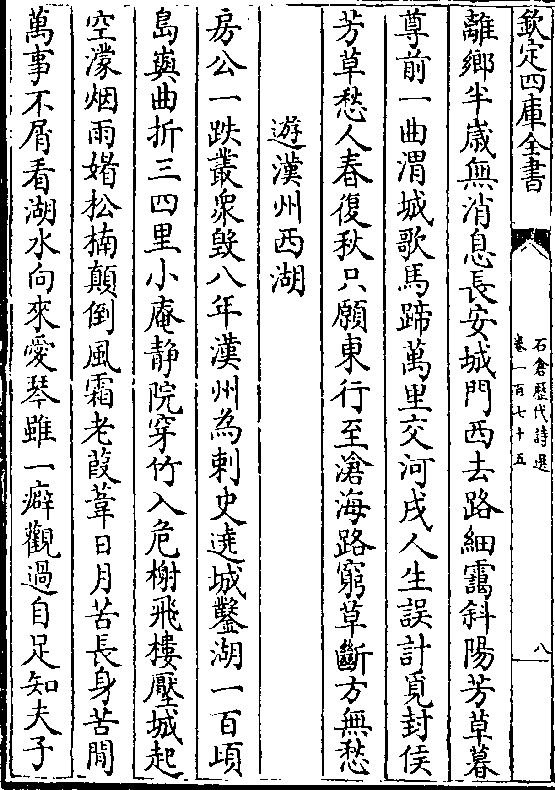 欽定四庫全書
石倉歷代詩選
卷一百七十五
八
離鄉半歲無消息長安城門西去路細靄斜陽芳草暮
尊前一曲渭城歌馬蹄萬里交河戍人生誤計覓封侯
芳草愁人春復秋只願東行至滄海路窮草斷方無愁
遊漢州西湖
房公一跌叢衆毀八年漢州為刺史遶城鑿湖一百頃
島嶼曲折三四里小庵静院穿竹入危榭飛樓壓城起
空濛烟雨媎松楠顛倒風霜老葭葦日月苦長身苦閒
萬事不屑看湖水向來愛琴雖一癖觀過自足知夫子